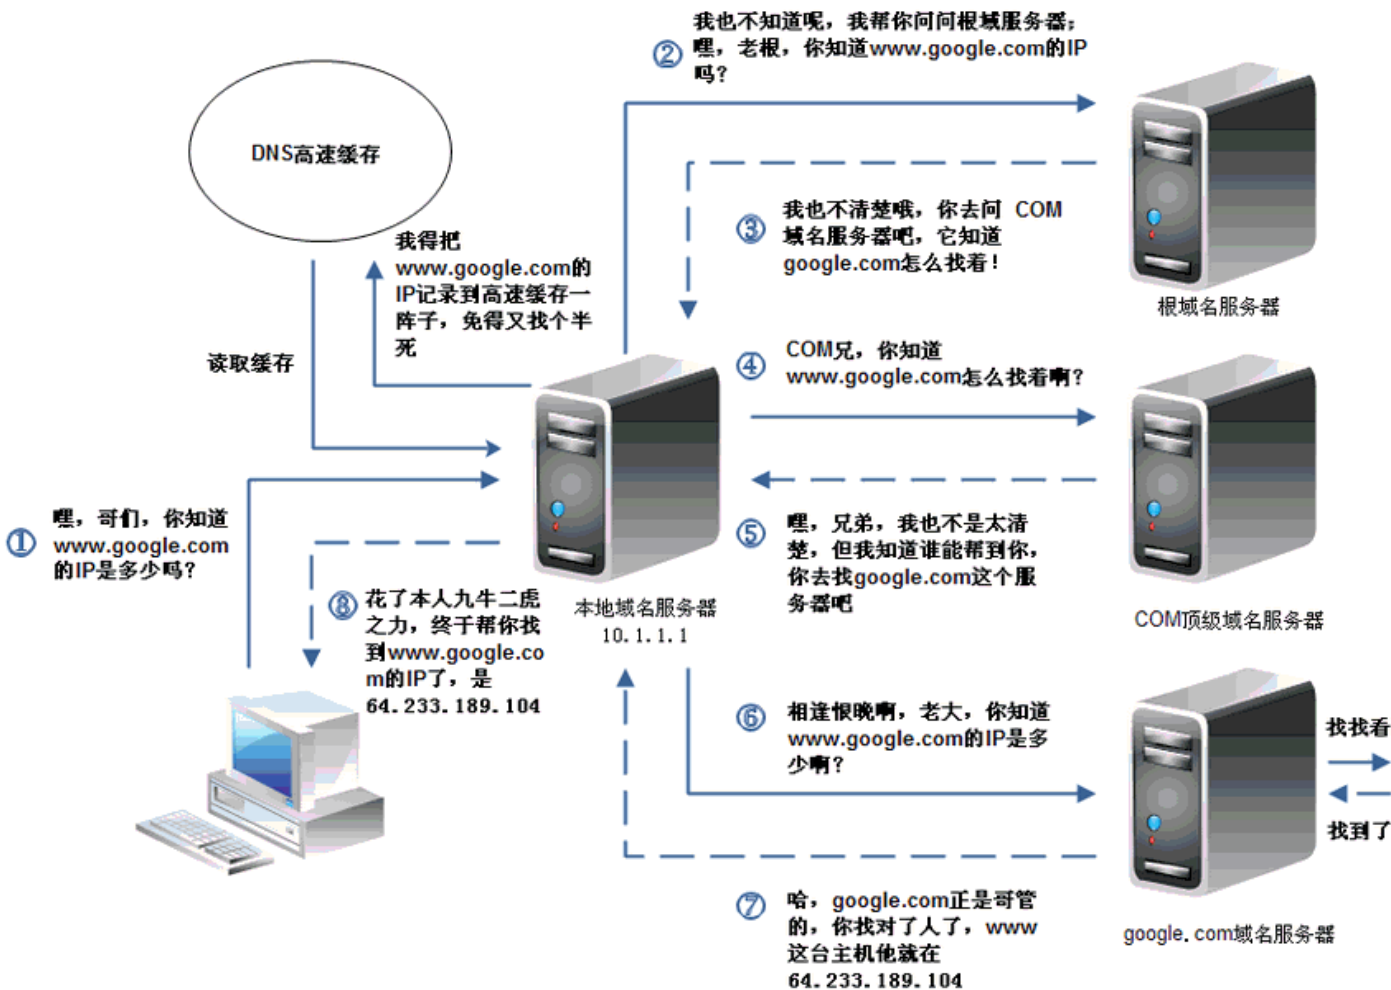 我也不知道呢，我帮你问问根域服务器；
② 嘿，老根，你知道www.google.com的IP
吗？
DNS高速缓存
我得把
www.google.com的
IP记录到高速缓存一
阵子，免得又找个半
死
读取缓存
我也不清楚哦，你去问 COM
③ 域名服务器吧，它知道
google.com怎么找着！
根域名服务器
④ COM兄，你知道
www.google.com怎么找着啊？
嘿，哥们，你知道
① www.google.com
的IP是多少吗？
嘿，兄弟，我也不是太清
⑤ 楚，但我知道谁能帮到你，
你去找google.com这个服
务器吧
⑧ 花了本人九牛二虎
之力，终于帮你找
到www.google.co
m的IP了，是
64.233.189.104
本地域名服务器
10.1.1.1
COM顶级域名服务器
⑥ 相逢恨晚啊，老大，你知道
www.google.com的IP是多
少啊？
找找看
找到了
⑦ 哈，google.com正是哥管
的，你找对了人了，www
这台主机他就在
64.233.189.104
google.com域名服务器